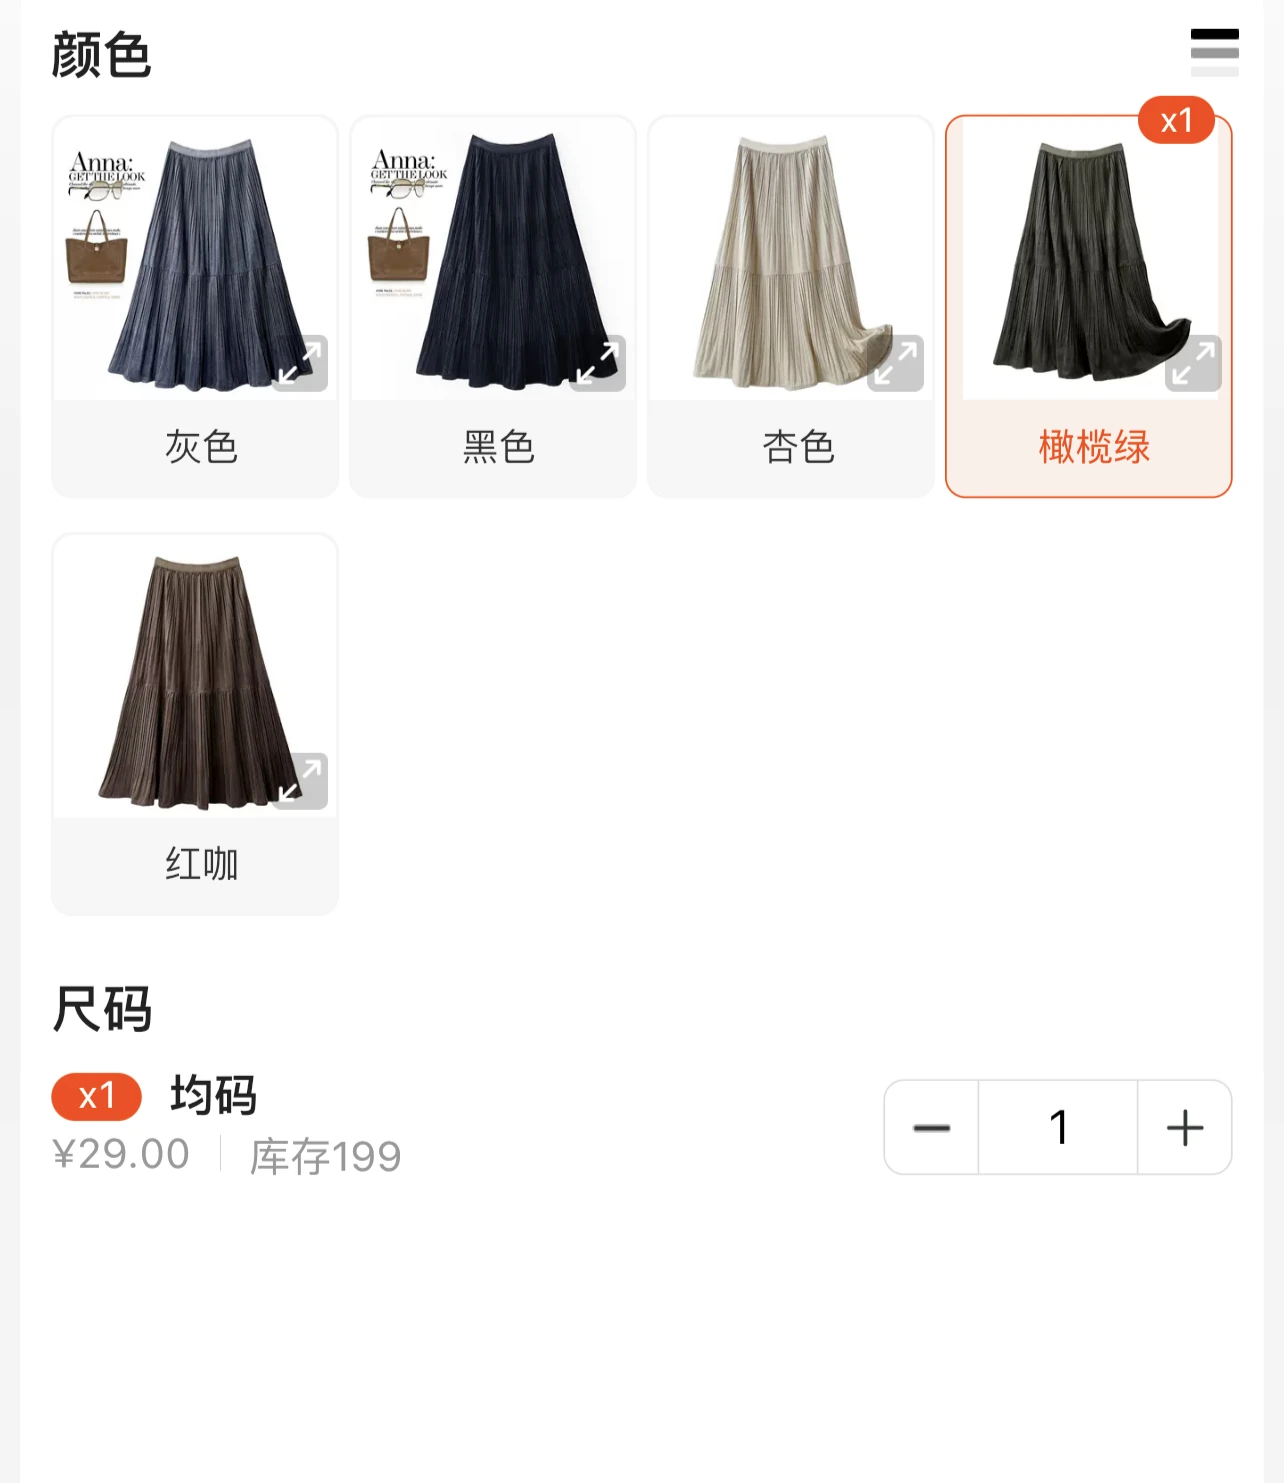 颜色
x1
Anna:
GET THE LOOK
Anna:
GET THE LOOK
灰色
黑色
杏色
橄榄绿
红咖
尺码
x1 均码
¥29.00 库存199
1